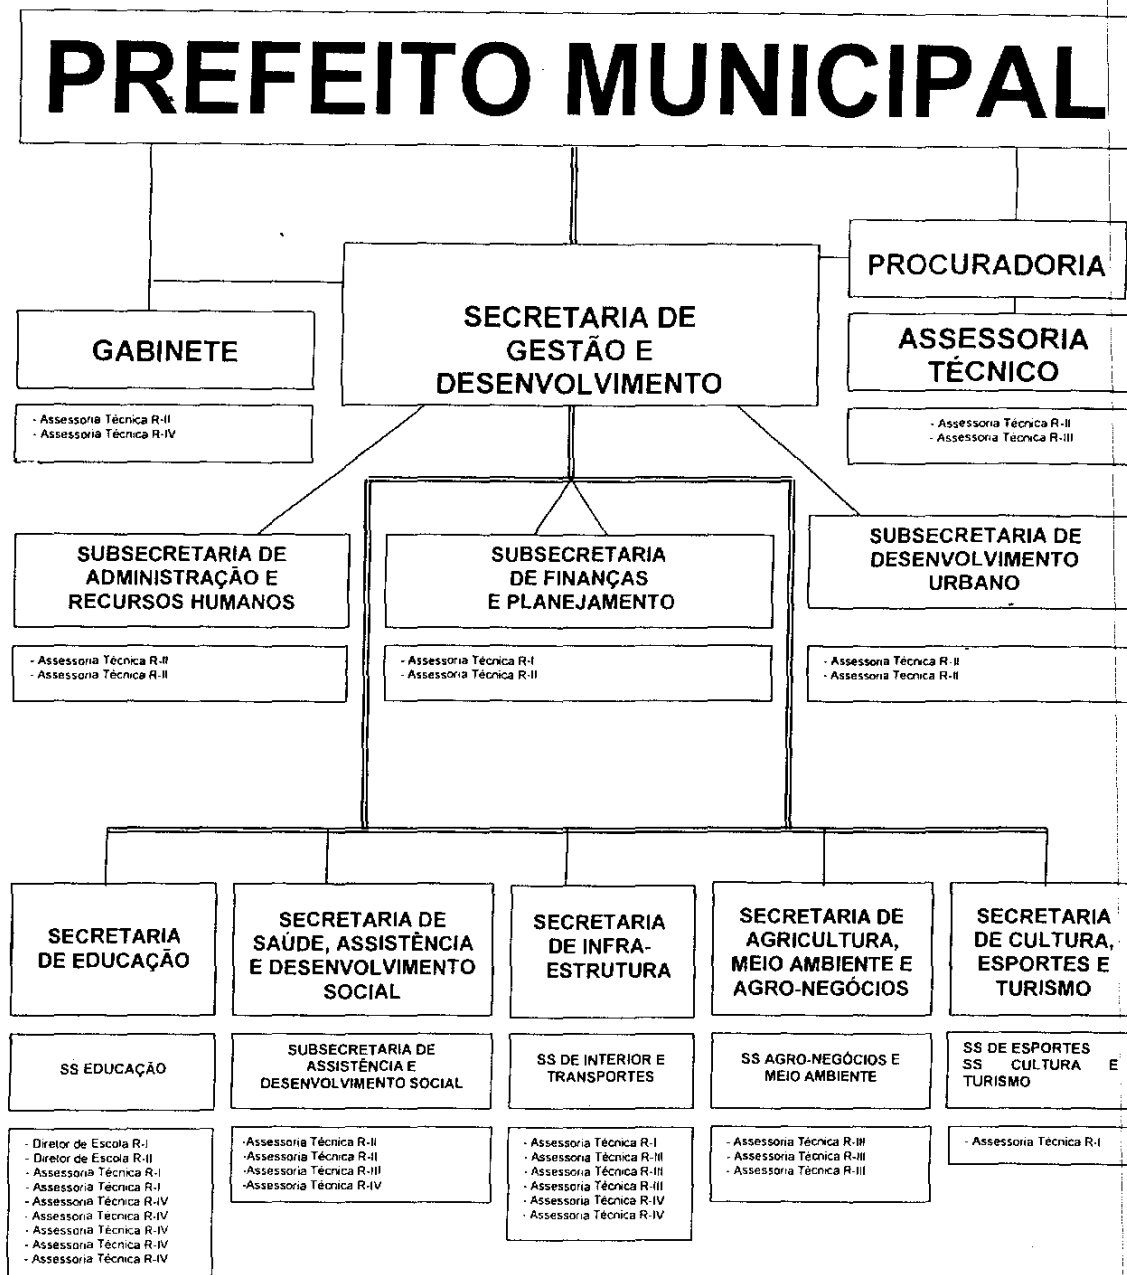 PREFEITO MUNICIPAL
PROCURADORIA
SECRETARIA DE
GESTÃO E
DESENVOLVIMENTO
GABINETE
ASSESSORIA
TÉCNICO
- Assessoria Técnica R-II
- Assessoria Técnica R-IV
- Assessoria Técnica R-II
- Assessoria Técnica R-III
SUBSECRETARIA DE
ADMINISTRAÇÃO E
RECURSOS HUMANOS
SUBSECRETARIA
DE FINANÇAS
E PLANEJAMENTO
SUBSECRETARIA DE
DESENVOLVIMENTO
URBANO
- Assessoria Técnica R-II
- Assessoria Técnica R-II
- Assessoria Técnica R-I
- Assessoria Técnica R-II
- Assessoria Técnica R-II
- Assessoria Tecnica R-II
SECRETARIA
DE EDUCAÇÃO
SECRETARIA DE
SAÚDE, ASSISTÊNCIA
E DESENVOLVIMENTO
SOCIAL
SECRETARIA
DE INFRA-
ESTRUTURA
SECRETARIA DE
AGRICULTURA,
MEIO AMBIENTE E
AGRO-NEGÓCIOS
SECRETARIA
DE CULTURA,
ESPORTES E
TURISMO
SS EDUCAÇÃO
SUBSECRETARIA DE
ASSISTÊNCIA E
DESENVOLVIMENTO SOCIAL
SS DE INTERIOR E
TRANSPORTES
SS AGRO-NEGÓCIOS E
MEIO AMBIENTE
SS DE ESPORTES
SS CULTURA E
TURISMO
- Diretor de Escola R-I
- Diretor de Escola R-II
- Assessoria Técnica R-I
- Assessoria Técnica R-I
- Assessoria Técnica R-IV
- Assessoria Técnica R-IV
- Assessoria Técnica R-IV
- Assessoria Técnica R-IV
- Assessoria Técnica R-IV
-Assessoria Técnica R-II
-Assessoria Técnica R-II
-Assessoria Técnica R-III
-Assessoria Técnica R-IV
- Assessoria Técnica R-I
- Assessoria Técnica R-III
- Assessoria Técnica R-III
- Assessoria Técnica R-III
- Assessoria Técnica R-IV
- Assessoria Técnica R-IV
- Assessoria Técnica R-III
- Assessoria Técnica R-III
- Assessoria Técnica R-III
- Assessoria Técnica R-I